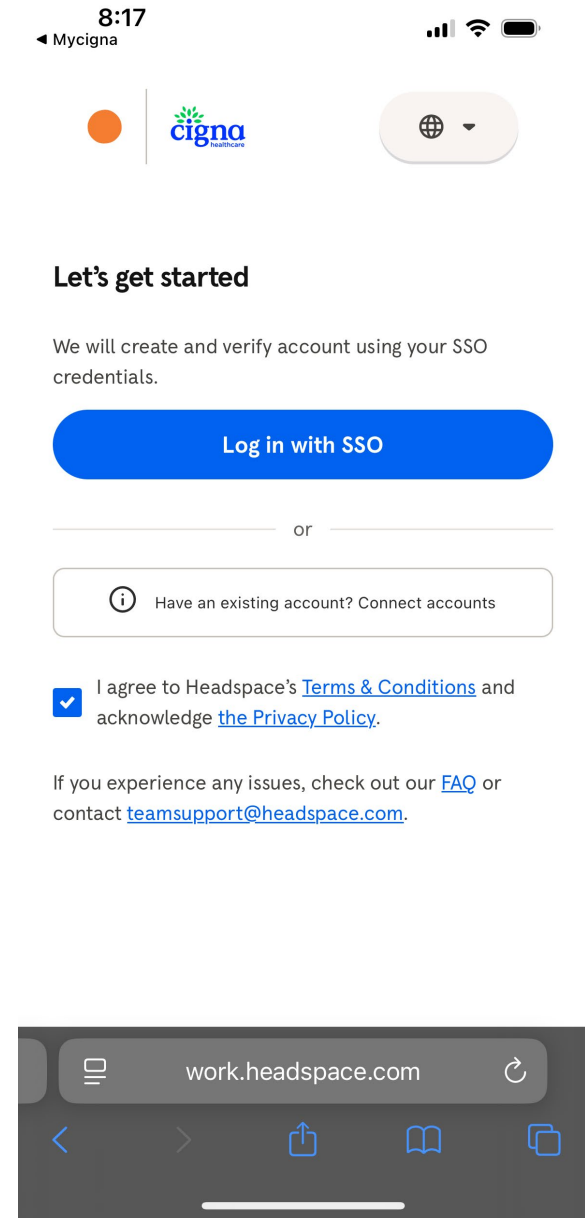 8:17
◀ Mycigna
cigna
healthcare
Let’s get started
We will create and verify account using your SSO
credentials.
Log in with SSO
or
Have an existing account? Connect accounts
I agree to Headspace’s Terms & Conditions and
acknowledge the Privacy Policy.
If you experience any issues, check out our FAQ or
contact teamsupport@headspace.com.
work.headspace.com